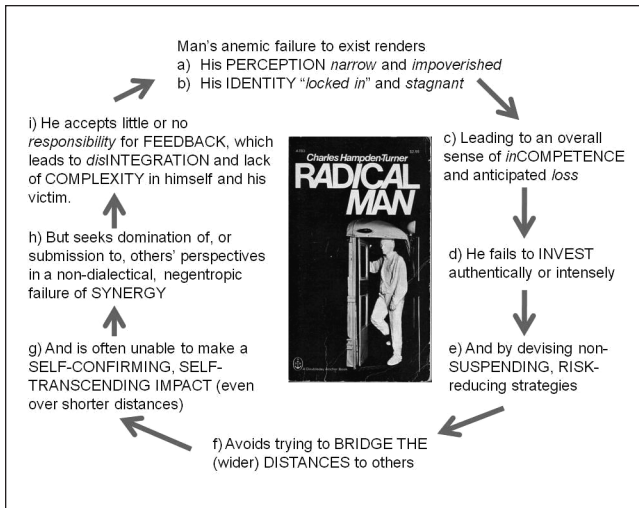 Man's anemic failure to exist renders
a) His PERCEPTION narrow and impoverished
b) His IDENTITY "locked in" and stagnant
c) Leading to an overall
sense of inCOMPETENCE
and anticipated loss
d) He fails to INVEST
authentically or intensely
e) And by devising non-
SUSPENDING, RISK-
reducing strategies
f) Avoids trying to BRIDGE THE
(wider) DISTANCES to others
g) And is often unable to make a
SELF-CONFIRMING, SELF-
TRANSCENDING IMPACT (even
over shorter distances)
h) But seeks domination of, or
submission to, others' perspectives
in a non-dialectical, negentropic
failure of SYNERGY
i) He accepts little or no
responsibility for FEEDBACK, which
leads to disINTEGRATION and lack
of COMPLEXITY in himself and his
victim.
Charles Hampden-Turner
RADICAL
MAN